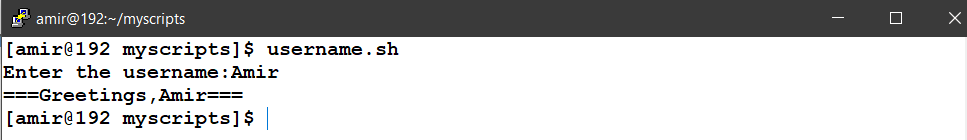 amir@192:~/myscripts
[amir@192 myscripts]$ username.sh
Enter the username:Amir
===Greetings,Amir===
[amir@192 myscripts]$